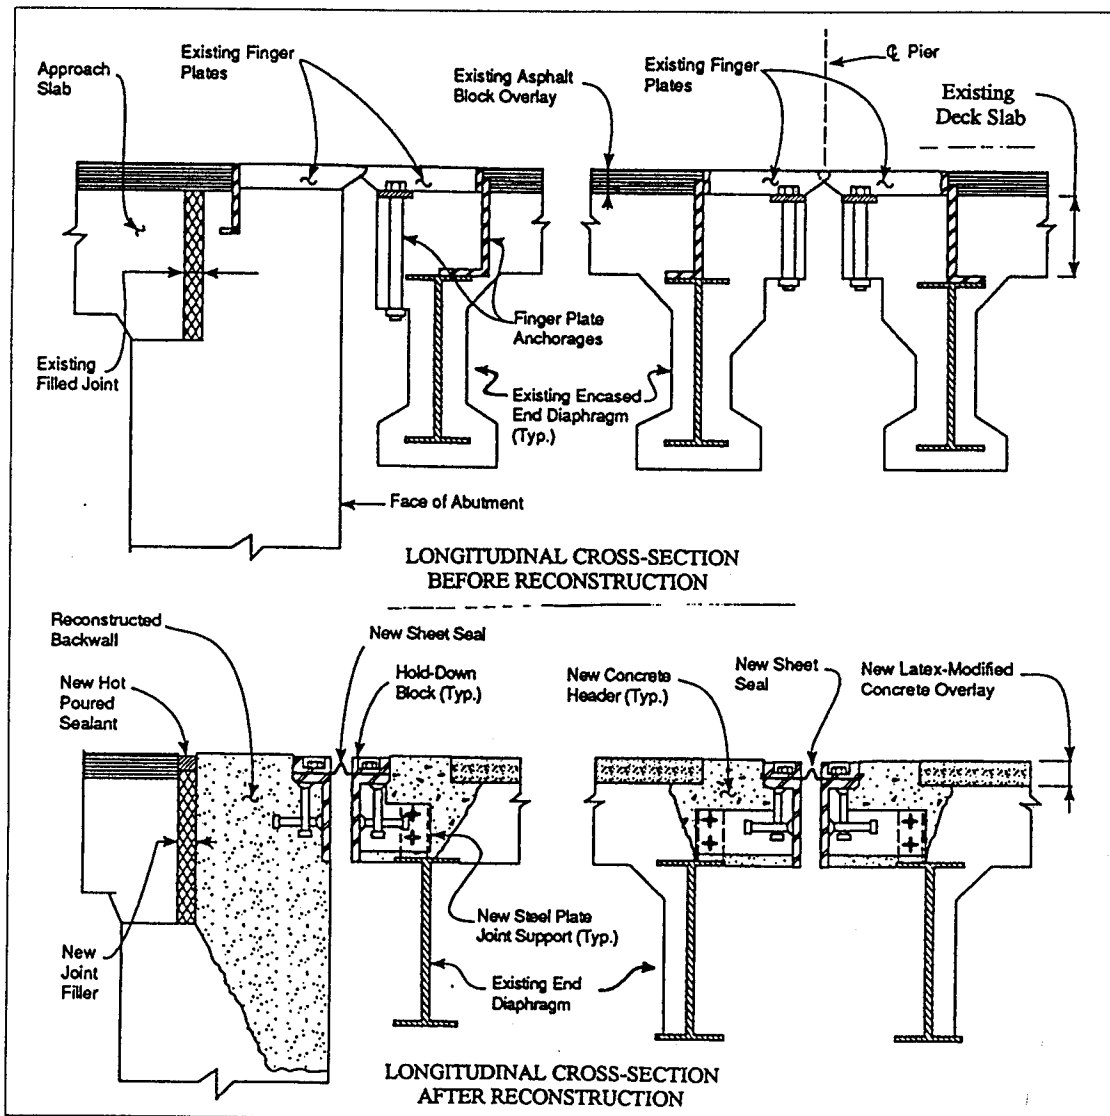 Approach
Slab
Existing Finger
Plates
Existing Asphalt
Block Overlay
Existing Finger
Plates
℄ Pier
Existing
Deck Slab
Existing
Filled Joint
Finger Plate
Anchorages
Existing Encased
End Diaphragm
(Typ.)
Face of Abutment
LONGITUDINAL CROSS-SECTION
BEFORE RECONSTRUCTION
Reconstructed
Backwall
New Hot
Poured
Sealant
New Sheet Seal
Hold-Down
Block (Typ.)
New Concrete
Header (Typ.)
New Sheet
Seal
New Latex-Modified
Concrete Overlay
New
Joint
Filler
New Steel Plate
Joint Support (Typ.)
Existing End
Diaphragm
LONGITUDINAL CROSS-SECTION
AFTER RECONSTRUCTION